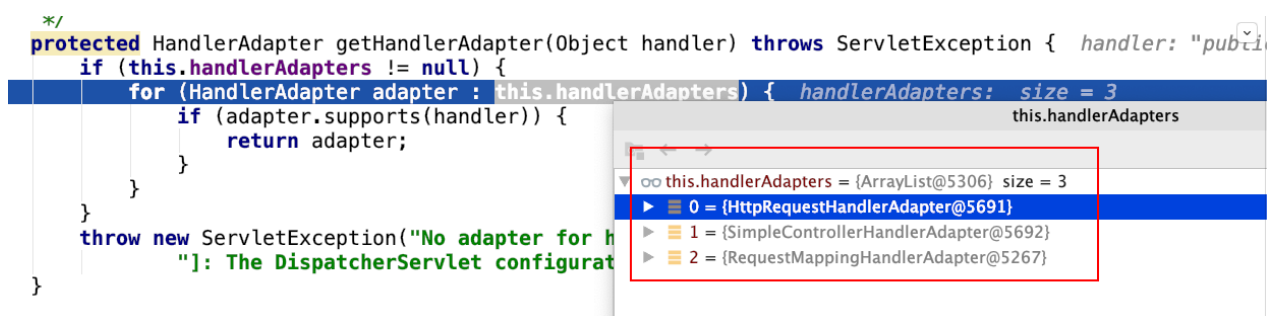 */
protected HandlerAdapter getHandlerAdapter(Object handler) throws ServletException {  handler: "publi
if (this.handlerAdapters != null) {
for (HandlerAdapter adapter : this.handlerAdapters) {  handlerAdapters:  size = 3
if (adapter.supports(handler)) {
return adapter;
}
}
}
throw new ServletException("No adapter for h
"]: The DispatcherServlet configurat
}
this.handlerAdapters
this.handlerAdapters = {ArrayList@5306} size = 3
0 = {HttpRequestHandlerAdapter@5691}
1 = {SimpleControllerHandlerAdapter@5692}
2 = {RequestMappingHandlerAdapter@5267}